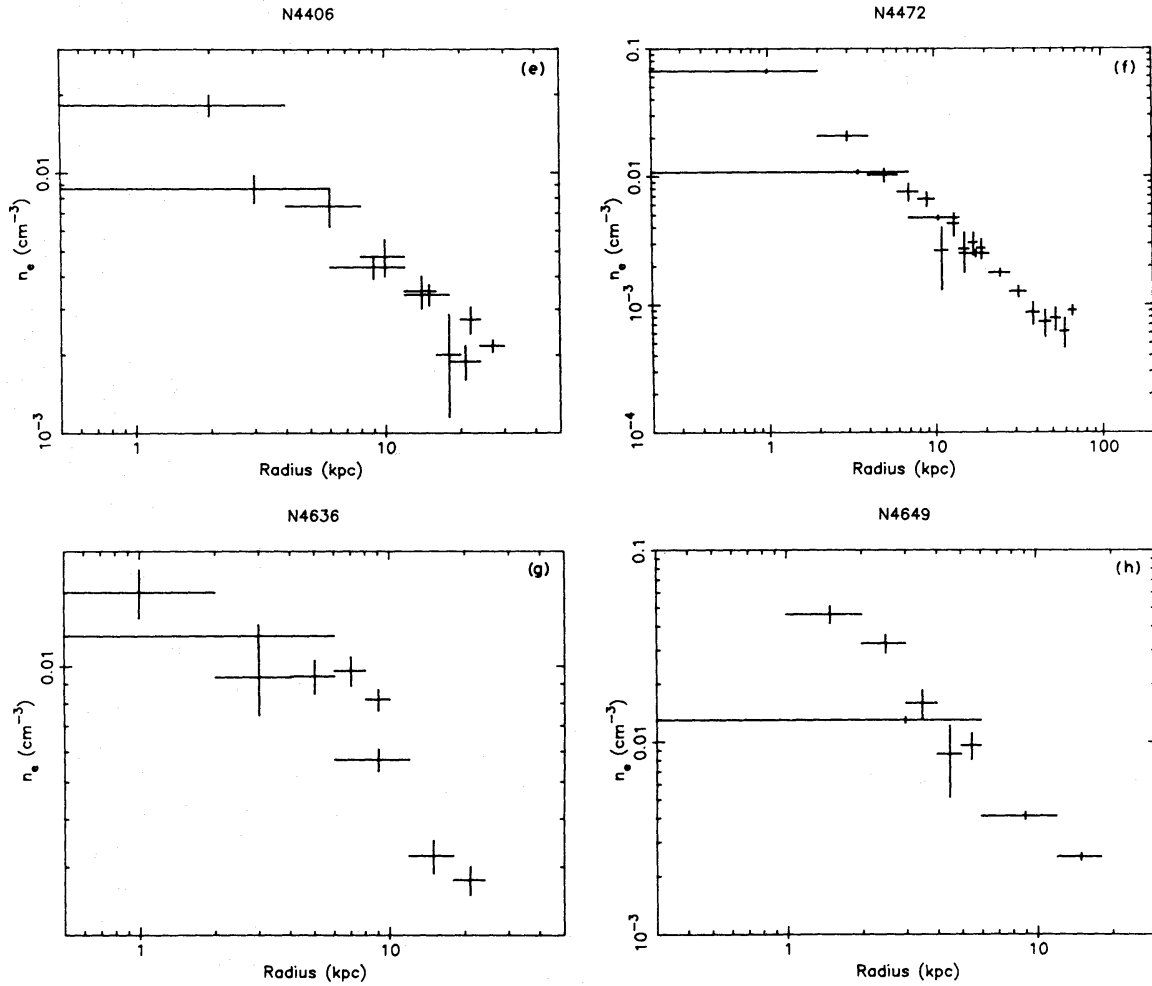 N4406
(e)
n_e (cm⁻³)
0.01
10⁻³
1
10
Radius (kpc)
N4472
(f)
n_e (cm⁻³)
0.1
0.01
10⁻³
10⁻⁴
1
10
100
Radius (kpc)
N4636
(g)
n_e (cm⁻³)
0.01
1
10
Radius (kpc)
N4649
(h)
n_e (cm⁻³)
0.1
0.01
10⁻³
1
10
Radius (kpc)